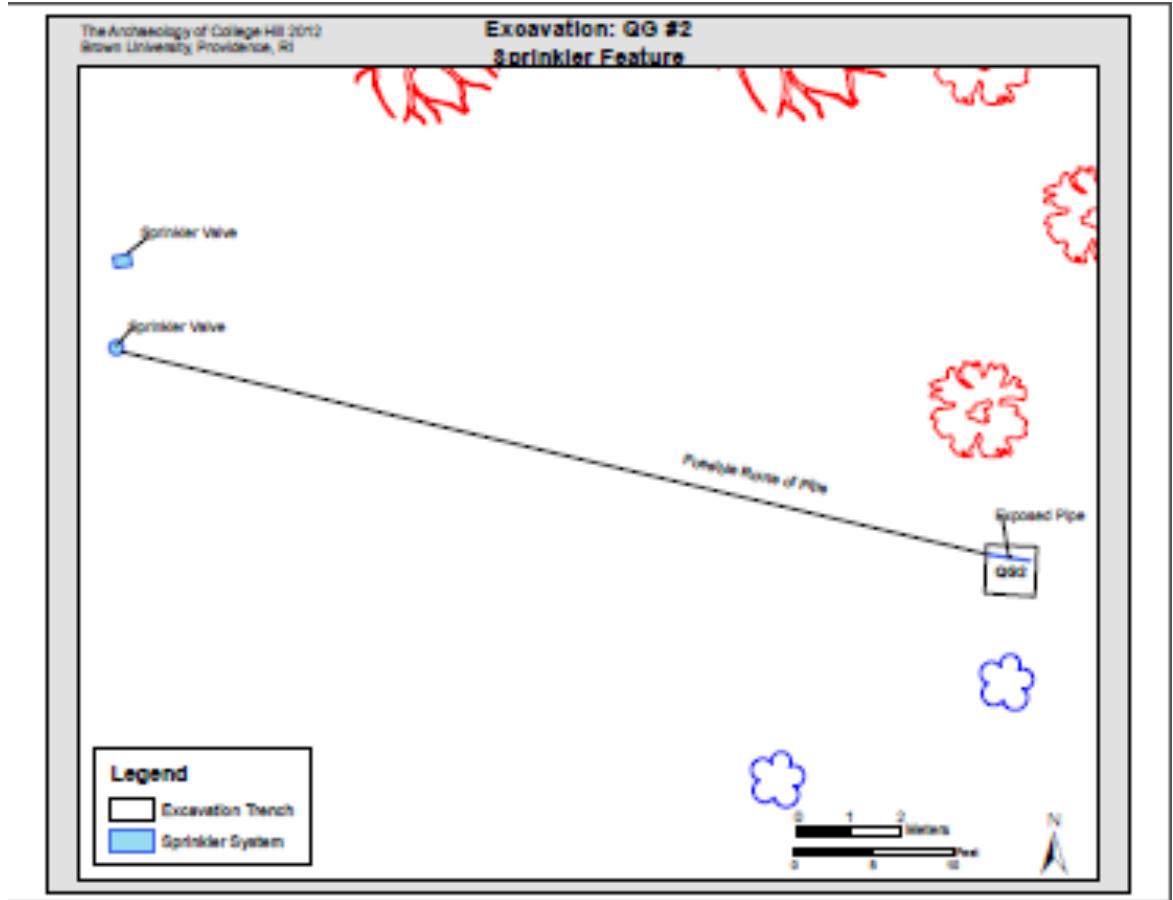 The Archaeology of College Hill 2012
Brown University, Providence, RI
Excavation: QG #2
Sprinkler Feature
Sprinkler Valve
Sprinkler Valve
Possible Route of Pipe
Exposed Pipe
QG2
Legend
Excavation Trench
Sprinkler System
0 1 2
Meters
Feet
0 5 10
N